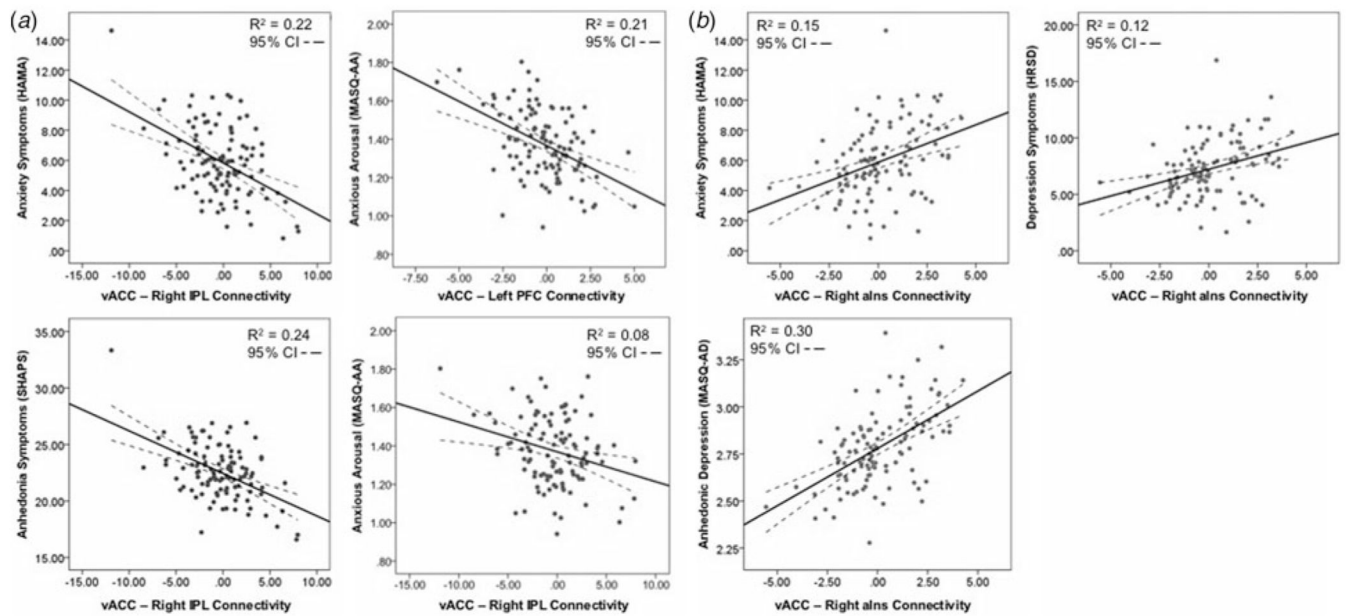 (a)
R² = 0.22
95% CI - —
Anxiety Symptoms (HAMA)
14.00
12.00
10.00
8.00
6.00
4.00
2.00
.00
-15.00 -10.00 -5.00 .00 5.00 10.00
vACC – Right IPL Connectivity
R² = 0.21
95% CI - —
Anxious Arousal (MASQ-AA)
2.00
1.80
1.60
1.40
1.20
1.00
.80
-7.50 -5.00 -2.50 .00 2.50 5.00
vACC – Left PFC Connectivity
(b)
R² = 0.15
95% CI - —
Anxiety Symptoms (HAMA)
14.00
12.00
10.00
8.00
6.00
4.00
2.00
.00
-5.00 -2.50 .00 2.50 5.00
vACC – Right aIns Connectivity
R² = 0.12
95% CI - —
Depression Symptoms (HRSD)
20.00
15.00
10.00
5.00
.00
-5.00 -2.50 .00 2.50 5.00
vACC – Right aIns Connectivity
R² = 0.24
95% CI - —
Anhedonia Symptoms (SHAPS)
35.00
30.00
25.00
20.00
15.00
-15.00 -10.00 -5.00 .00 5.00 10.00
vACC – Right IPL Connectivity
R² = 0.08
95% CI - —
Anxious Arousal (MASQ-AA)
2.00
1.80
1.60
1.40
1.20
1.00
.80
-15.00 -10.00 -5.00 .00 5.00 10.00
vACC – Right IPL Connectivity
R² = 0.30
95% CI - —
Anhedonic Depression (MASQ-AD)
3.25
3.00
2.75
2.50
2.25
-5.00 -2.50 .00 2.50 5.00
vACC – Right aIns Connectivity